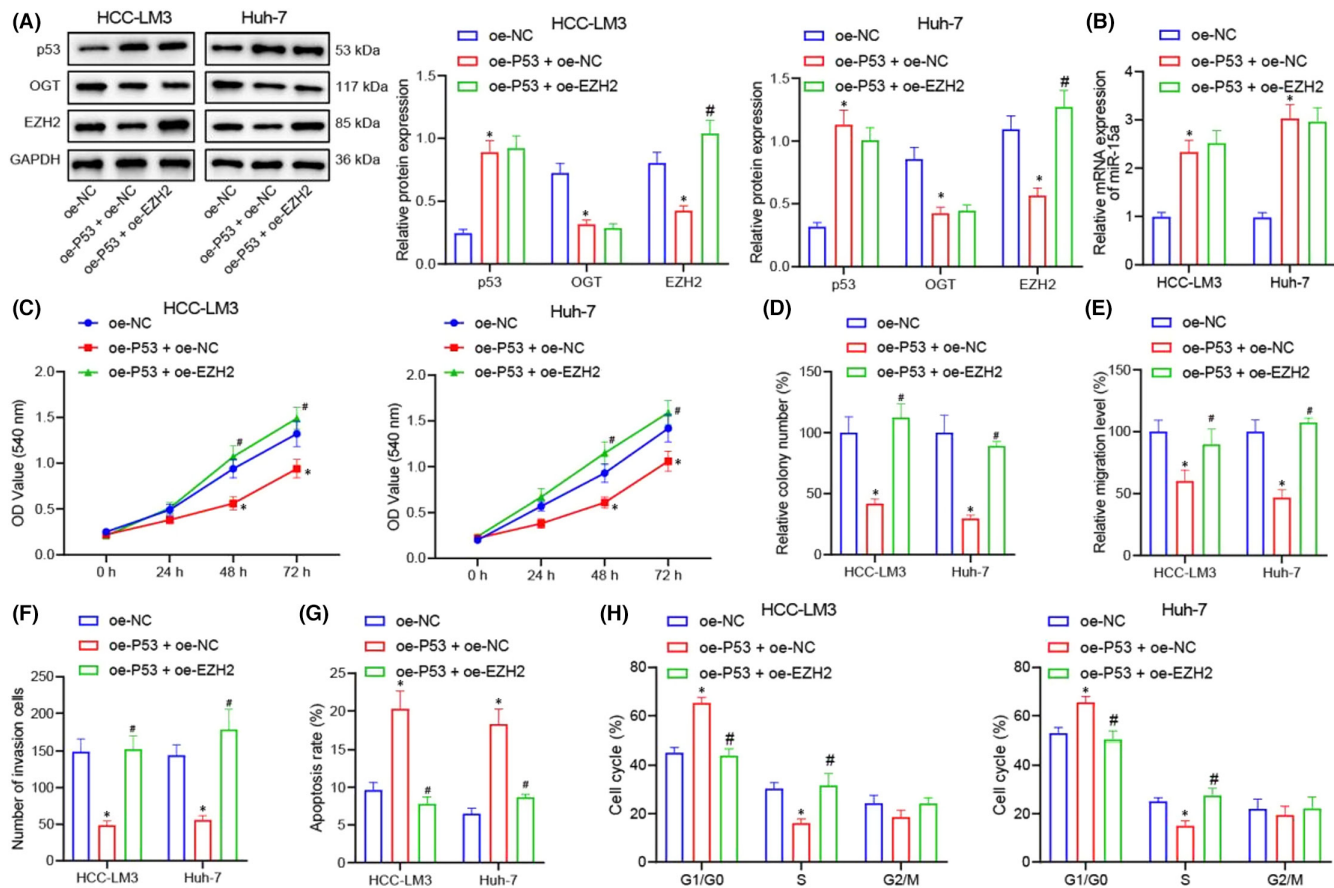 (A)
HCC-LM3
Huh-7
p53
53 kDa
OGT
117 kDa
EZH2
85 kDa
GAPDH
36 kDa
oe-NC
oe-P53 + oe-NC
oe-P53 + oe-EZH2
oe-NC
oe-P53 + oe-NC
oe-P53 + oe-EZH2
HCC-LM3
oe-NC
oe-P53 + oe-NC
oe-P53 + oe-EZH2
Relative protein expression
1.5
1.0
0.5
0.0
*
*
*
#
p53
OGT
EZH2
Huh-7
oe-NC
oe-P53 + oe-NC
oe-P53 + oe-EZH2
Relative protein expression
1.5
1.0
0.5
0.0
*
*
*
#
p53
OGT
EZH2
(B)
oe-NC
oe-P53 + oe-NC
oe-P53 + oe-EZH2
Relative mRNA expression
of miR-15a
4
3
2
1
0
*
*
HCC-LM3
Huh-7
(C)
HCC-LM3
oe-NC
oe-P53 + oe-NC
oe-P53 + oe-EZH2
OD Value (540 nm)
2.0
1.5
1.0
0.5
0.0
#
*
#
*
0 h
24 h
48 h
72 h
Huh-7
oe-NC
oe-P53 + oe-NC
oe-P53 + oe-EZH2
OD Value (540 nm)
2.0
1.5
1.0
0.5
0.0
#
*
#
*
0 h
24 h
48 h
72 h
(D)
oe-NC
oe-P53 + oe-NC
oe-P53 + oe-EZH2
Relative colony number (%)
150
100
50
0
*
#
*
#
HCC-LM3
Huh-7
(E)
oe-NC
oe-P53 + oe-NC
oe-P53 + oe-EZH2
Relative migration level (%)
150
100
50
0
*
#
*
#
HCC-LM3
Huh-7
(F)
oe-NC
oe-P53 + oe-NC
oe-P53 + oe-EZH2
Number of invasion cells
250
200
150
100
50
0
*
#
*
#
HCC-LM3
Huh-7
(G)
oe-NC
oe-P53 + oe-NC
oe-P53 + oe-EZH2
Apoptosis rate (%)
25
20
15
10
5
0
*
#
*
#
HCC-LM3
Huh-7
(H)
HCC-LM3
oe-NC
oe-P53 + oe-NC
oe-P53 + oe-EZH2
Cell cycle (%)
80
60
40
20
0
*
#
*
#
G1/G0
S
G2/M
Huh-7
oe-NC
oe-P53 + oe-NC
oe-P53 + oe-EZH2
Cell cycle (%)
80
60
40
20
0
*
#
*
#
G1/G0
S
G2/M